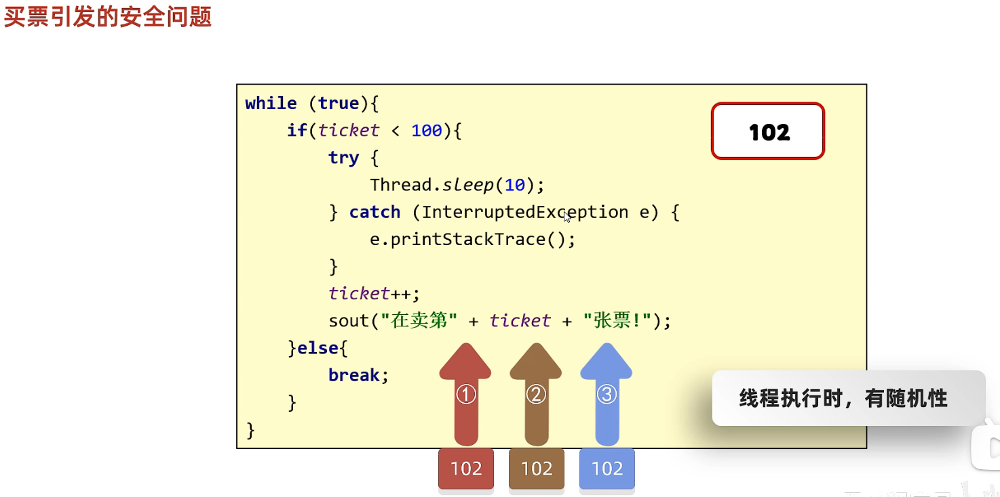 买票引发的安全问题
while (true){
if(ticket < 100){
try {
Thread.sleep(10);
} catch (InterruptedException e) {
e.printStackTrace();
}
ticket++;
sout("在卖第" + ticket + "张票!");
}else{
break;
}
}
102
① ② ③
102 102 102
线程执行时，有随机性